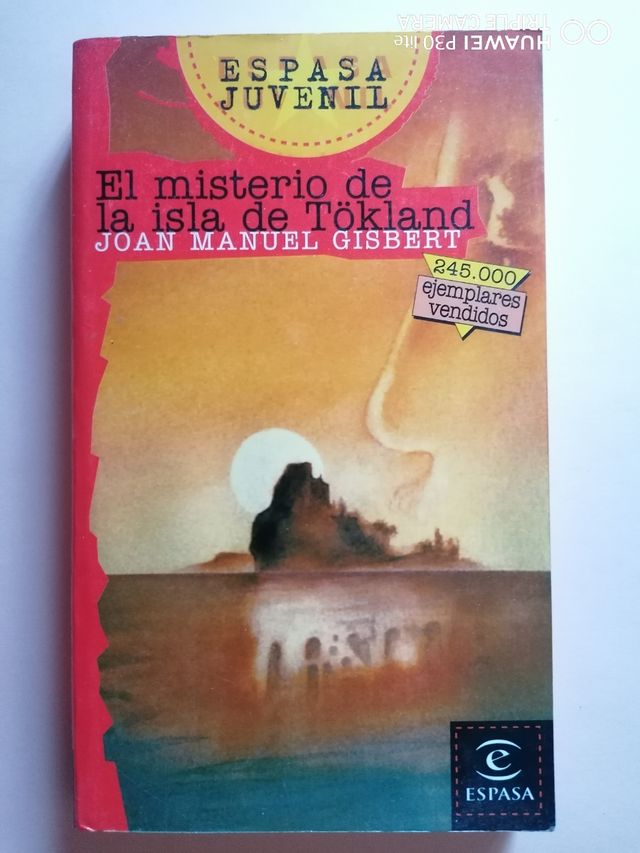 HUAWEI P30 lite
TRIPLE CAMERA
ESPASA
JUVENIL
El misterio de
la isla de Tökland
JOAN MANUEL GISBERT
245.000
ejemplares
vendidos
e
ESPASA